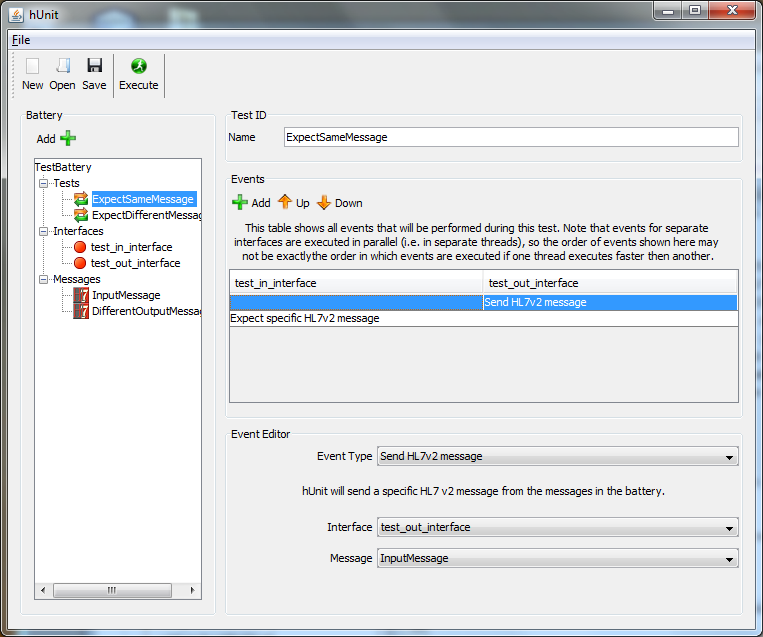 hUnit
File
New Open Save Execute
Battery
Add
TestBattery
Tests
ExpectSameMessage
ExpectDifferentMessag
Interfaces
test_in_interface
test_out_interface
Messages
InputMessage
DifferentOutputMessa
Test ID
Name ExpectSameMessage
Events
Add Up Down
This table shows all events that will be performed during this test. Note that events for separate
interfaces are executed in parallel (i.e. in separate threads), so the order of events shown here may
not be exactlythe order in which events are executed if one thread executes faster then another.
test_in_interface test_out_interface
Send HL7v2 message
Expect specific HL7v2 message
Event Editor
Event Type Send HL7v2 message
hUnit will send a specific HL7 v2 message from the messages in the battery.
Interface test_out_interface
Message InputMessage